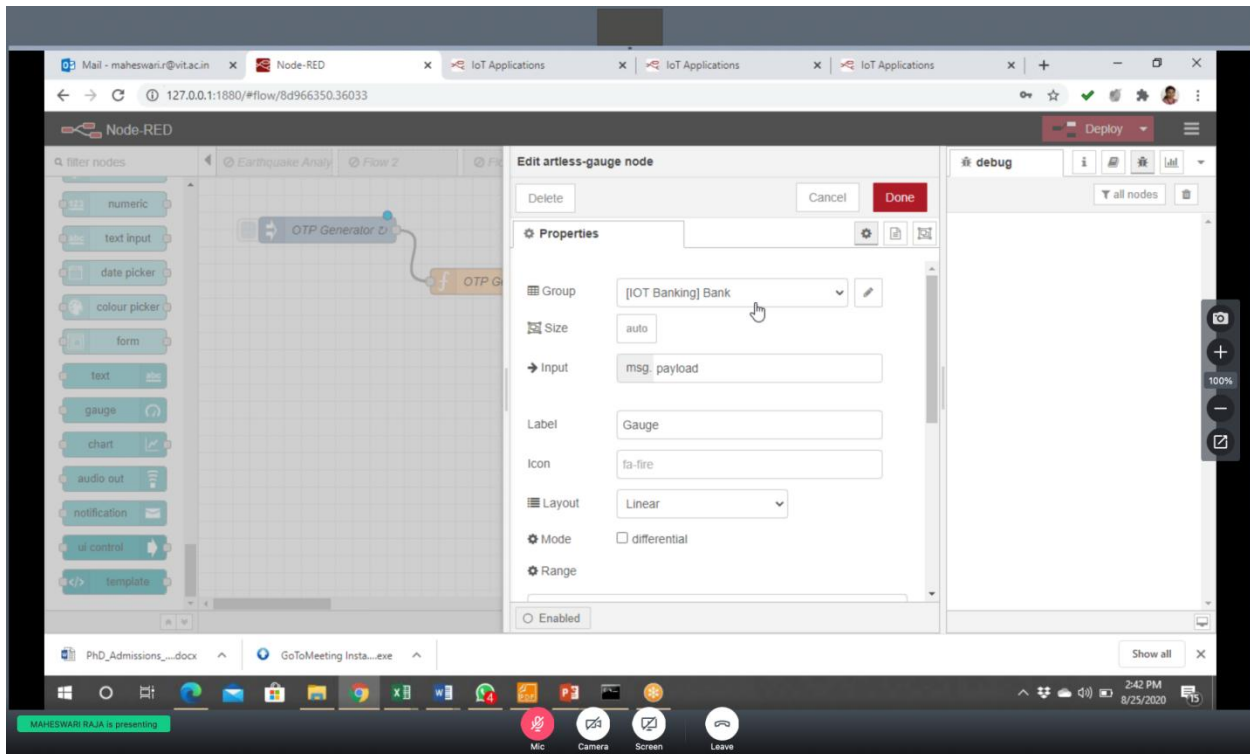 Mail - maheswari.r@vit.ac.in
Node-RED
IoT Applications
IoT Applications
IoT Applications
127.0.0.1:1880/#flow/8d966350.36033
Node-RED
Deploy
filter nodes
Earthquake Analy
Flow 2
Edit artless-gauge node
debug
Delete
Cancel
Done
all nodes
Properties
numeric
text input
abc
date picker
colour picker
form
text
abc
gauge
chart
audio out
notification
ui control
template
OTP Generator ↻
OTP G
Group
[IOT Banking] Bank
Size
auto
Input
msg. payload
Label
Gauge
Icon
fa-fire
Layout
Linear
Mode
differential
Range
Enabled
100%
PhD_Admissions_....docx
GoToMeeting Insta....exe
Show all
2:42 PM
8/25/2020
15
MAHESWARI RAJA is presenting
Mic
Camera
Screen
Leave